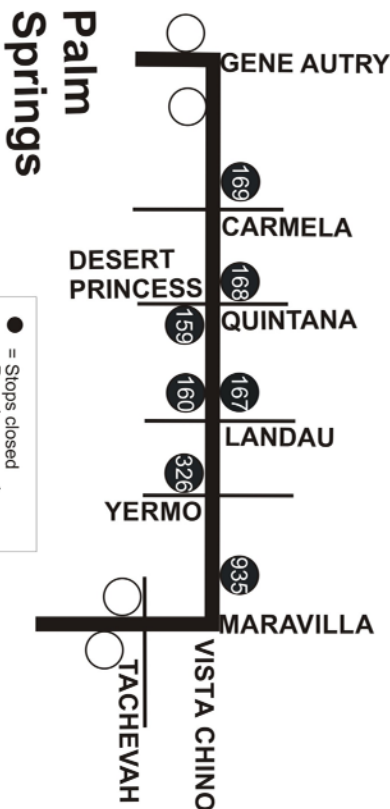 Palm
Springs
GENE AUTRY
169
CARMELA
DESERT
PRINCESS
168
QUINTANA
159
160
167
LANDAU
326
YERMO
935
MARAVILLA
VISTA CHINO
TACHEVAH
= Stops closed